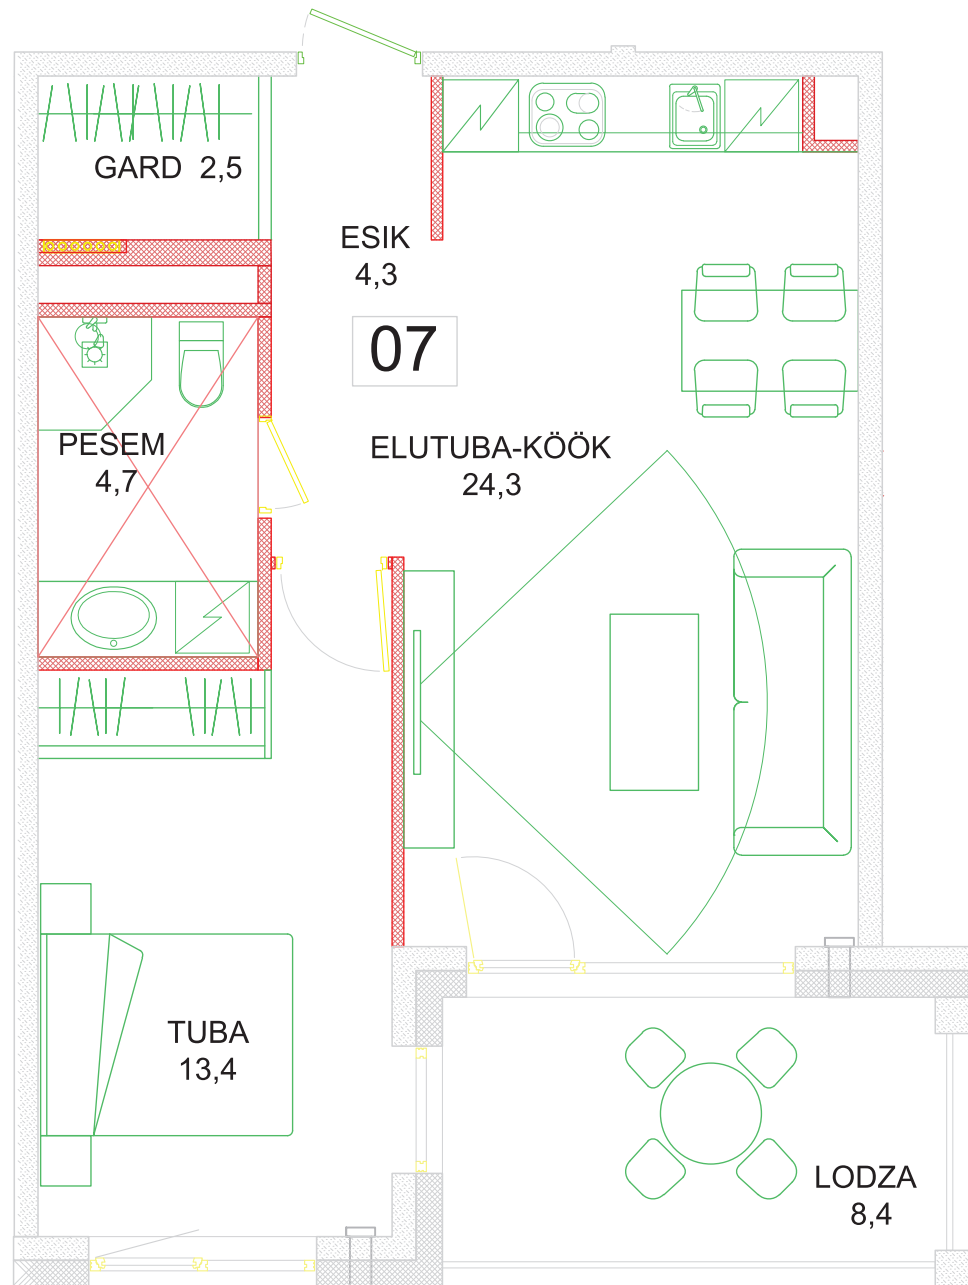 GARD 2,5
ESIK
4,3
07
PESEM
4,7
ELUTUBA-KÖÖK
24,3
TUBA
13,4
LODZA
8,4